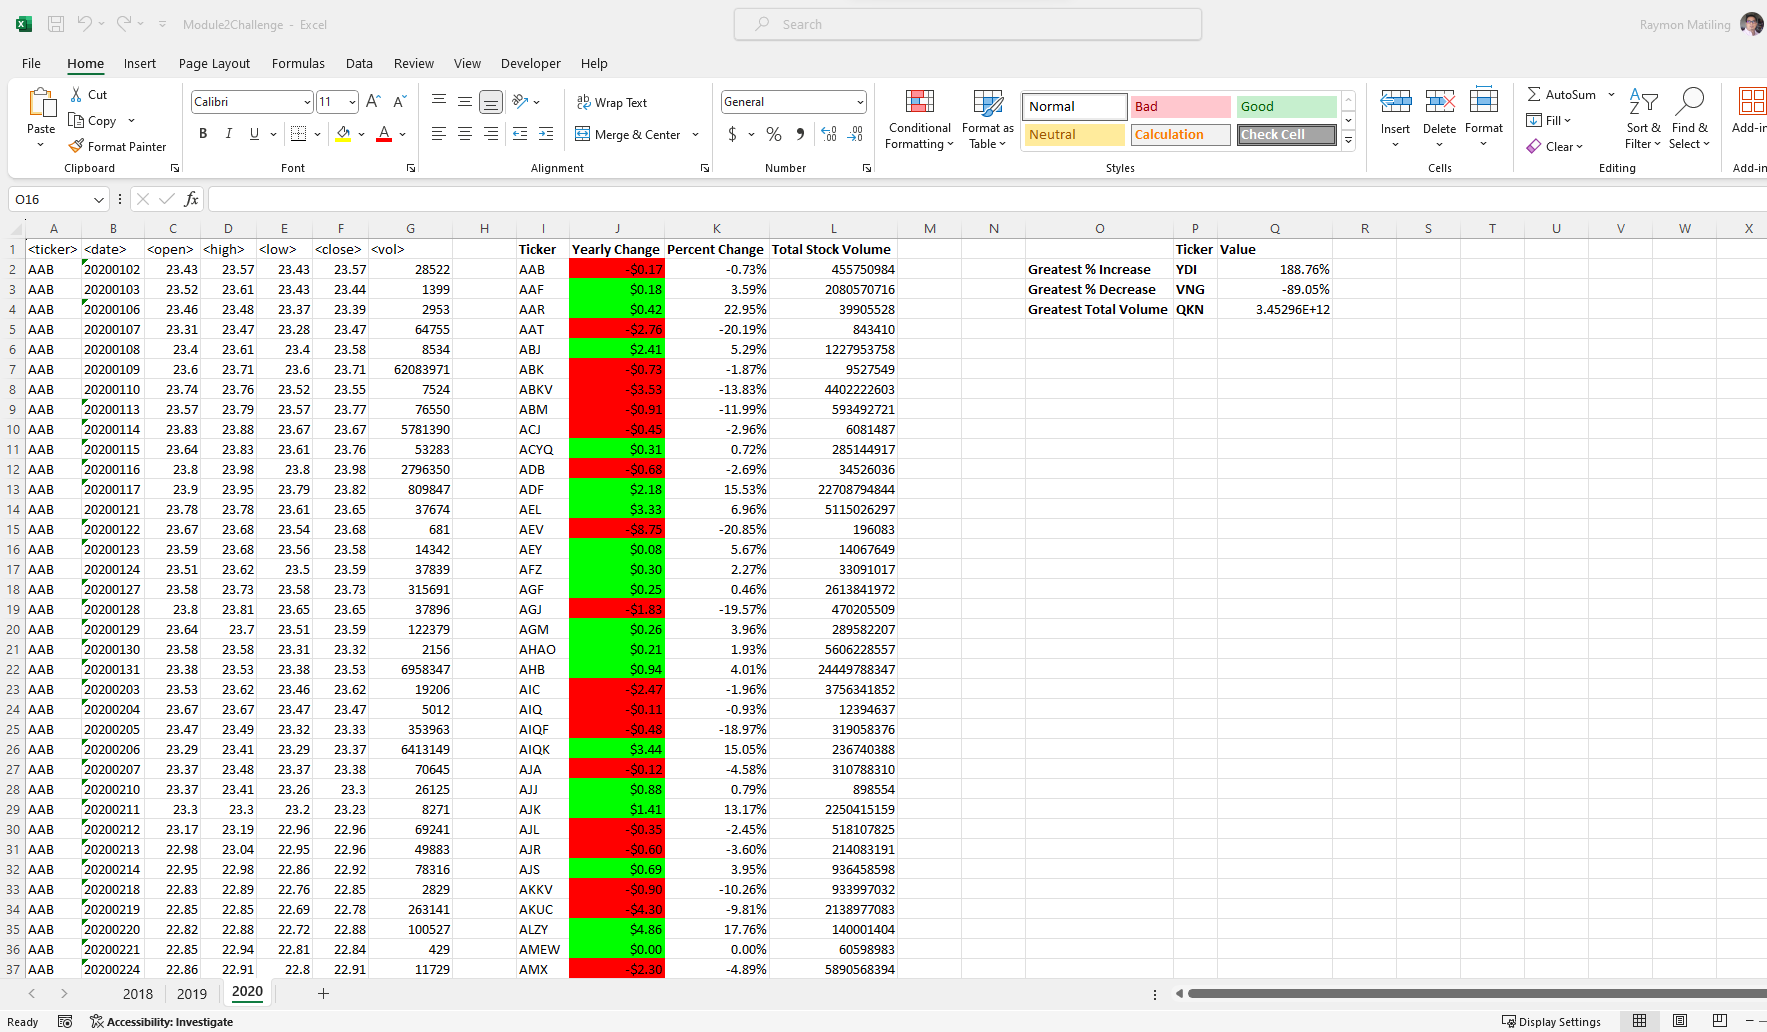 Module2Challenge - Excel
Search
Raymon Matiling
File Home Insert Page Layout Formulas Data Review View Developer Help
Paste
Cut
Copy
Format Painter
Clipboard
Calibri 11
B I U
Font
Wrap Text
Merge & Center
Alignment
General
$ % ,
Number
Conditional Formatting
Format as Table
Normal Bad Good
Neutral Calculation Check Cell
Styles
Insert Delete Format
Cells
AutoSum
Fill
Clear
Sort & Filter
Find & Select
Editing
Add-in
Add-in
O16 fx
A B C D E F G H I J K L M N O P Q R S T U V W X
1 <ticker> <date> <open> <high> <low> <close> <vol> Ticker Yearly Change Percent Change Total Stock Volume Ticker Value
2 AAB 20200102 23.43 23.57 23.43 23.57 28522 AAB -$0.17 -0.73% 455750984 Greatest % Increase YDI 188.76%
3 AAB 20200103 23.52 23.61 23.43 23.44 1399 AAF $0.18 3.59% 2080570716 Greatest % Decrease VNG -89.05%
4 AAB 20200106 23.46 23.48 23.37 23.39 2953 AAR $0.42 22.95% 39905528 Greatest Total Volume QKN 3.45296E+12
5 AAB 20200107 23.31 23.47 23.28 23.47 64755 AAT -$2.76 -20.19% 843410
6 AAB 20200108 23.4 23.61 23.4 23.58 8534 ABJ $2.41 5.29% 1227953758
7 AAB 20200109 23.6 23.71 23.6 23.71 62083971 ABK -$0.73 -1.87% 9527549
8 AAB 20200110 23.74 23.76 23.52 23.55 7524 ABKV -$3.53 -13.83% 4402222603
9 AAB 20200113 23.57 23.79 23.57 23.77 76550 ABM -$0.91 -11.99% 593492721
10 AAB 20200114 23.83 23.88 23.67 23.67 5781390 ACJ -$0.45 -2.96% 6081487
11 AAB 20200115 23.64 23.83 23.61 23.76 53283 ACYQ $0.31 0.72% 285144917
12 AAB 20200116 23.8 23.98 23.8 23.98 2796350 ADB -$0.68 -2.69% 34526036
13 AAB 20200117 23.9 23.95 23.79 23.82 809847 ADF $2.18 15.53% 22708794844
14 AAB 20200121 23.78 23.78 23.61 23.65 37674 AEL $3.33 6.96% 5115026297
15 AAB 20200122 23.67 23.68 23.54 23.68 681 AEV -$8.75 -20.85% 196083
16 AAB 20200123 23.59 23.68 23.56 23.58 14342 AEY $0.08 5.67% 14067649
17 AAB 20200124 23.51 23.62 23.5 23.59 37839 AFZ $0.30 2.27% 33091017
18 AAB 20200127 23.58 23.73 23.58 23.73 315691 AGF $0.25 0.46% 2613841972
19 AAB 20200128 23.8 23.81 23.65 23.65 37896 AGJ -$1.83 -19.57% 470205509
20 AAB 20200129 23.64 23.7 23.51 23.59 122379 AGM $0.26 3.96% 289582207
21 AAB 20200130 23.58 23.58 23.31 23.32 2156 AHAO $0.21 1.93% 5606228557
22 AAB 20200131 23.38 23.53 23.38 23.53 6958347 AHB $0.94 4.01% 24449788347
23 AAB 20200203 23.53 23.62 23.46 23.62 19206 AIC -$2.47 -1.96% 3756341852
24 AAB 20200204 23.67 23.67 23.47 23.47 5012 AIQ -$0.11 -0.93% 12394637
25 AAB 20200205 23.47 23.49 23.32 23.33 353963 AIQF -$0.48 -18.97% 319058376
26 AAB 20200206 23.29 23.41 23.29 23.37 6413149 AIQK $3.44 15.05% 236740388
27 AAB 20200207 23.37 23.48 23.37 23.38 70645 AJA -$0.12 -4.58% 310788310
28 AAB 20200210 23.37 23.41 23.26 23.3 26125 AJJ $0.88 0.79% 898554
29 AAB 20200211 23.3 23.3 23.2 23.23 8271 AJK $1.41 13.17% 2250415159
30 AAB 20200212 23.17 23.19 22.96 22.96 69241 AJL -$0.35 -2.45% 518107825
31 AAB 20200213 22.98 23.04 22.95 22.96 49883 AJR -$0.60 -3.60% 214083191
32 AAB 20200214 22.95 22.98 22.86 22.92 78316 AJS $0.69 3.95% 936458598
33 AAB 20200218 22.83 22.89 22.76 22.85 2829 AKKV -$0.90 -10.26% 933997032
34 AAB 20200219 22.85 22.85 22.69 22.78 263141 AKUC -$4.30 -9.81% 2138977083
35 AAB 20200220 22.82 22.88 22.72 22.88 100527 ALZY $4.86 17.76% 140001404
36 AAB 20200221 22.85 22.94 22.81 22.84 429 AMEW $0.00 0.00% 60598983
37 AAB 20200224 22.86 22.91 22.8 22.91 11729 AMX -$2.30 -4.89% 5890568394
2018 2019 2020
Ready Accessibility: Investigate Display Settings